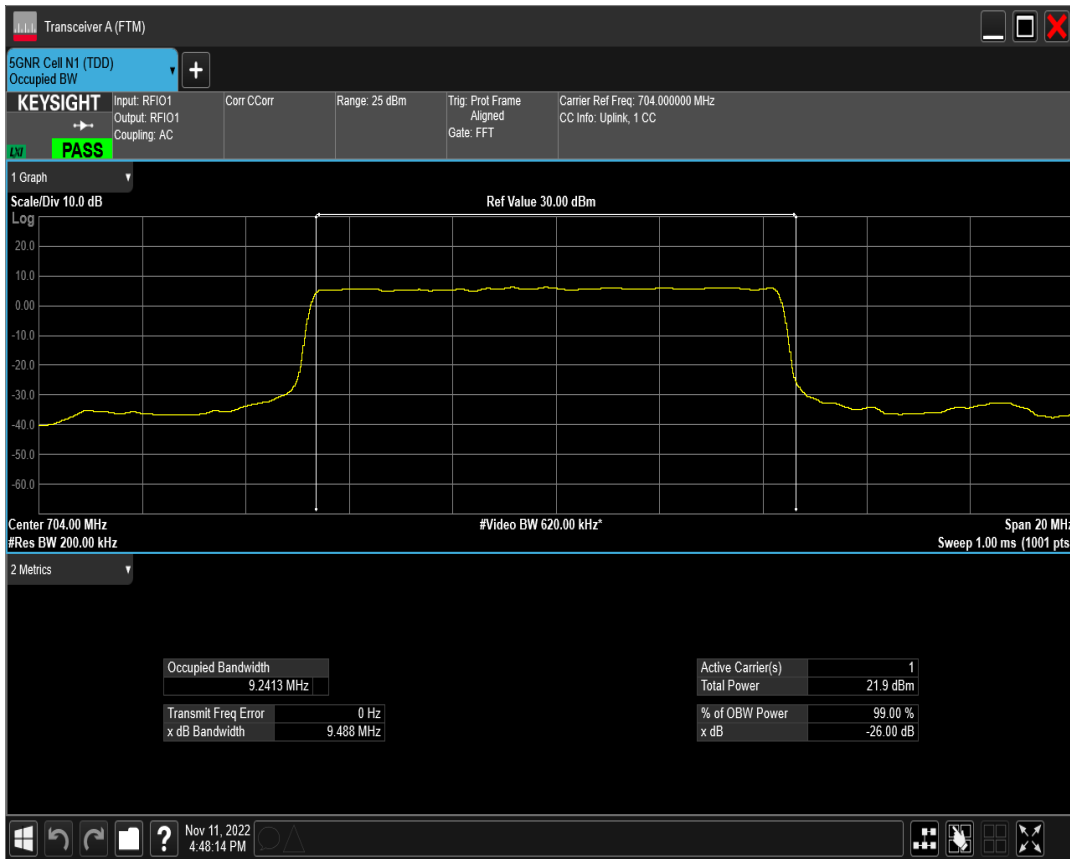 Transceiver A (FTM)
5GNR Cell N1 (TDD)
Occupied BW
+
KEYSIGHT
LXI
PASS
Input: RFIO1
Output: RFIO1
Coupling: AC
Corr CCorr
Range: 25 dBm
Trig: Prot Frame
Aligned
Gate: FFT
Carrier Ref Freq: 704.000000 MHz
CC Info: Uplink, 1 CC
1 Graph
Scale/Div 10.0 dB
Ref Value 30.00 dBm
Log
20.0
10.0
0.00
-10.0
-20.0
-30.0
-40.0
-50.0
-60.0
Center 704.00 MHz
#Video BW 620.00 kHz*
Span 20 MHz
#Res BW 200.00 kHz
Sweep 1.00 ms (1001 pts
2 Metrics
Occupied Bandwidth
9.2413 MHz
Transmit Freq Error 0 Hz
x dB Bandwidth 9.488 MHz
Active Carrier(s) 1
Total Power 21.9 dBm
% of OBW Power 99.00 %
x dB -26.00 dB
?
Nov 11, 2022
4:48:14 PM